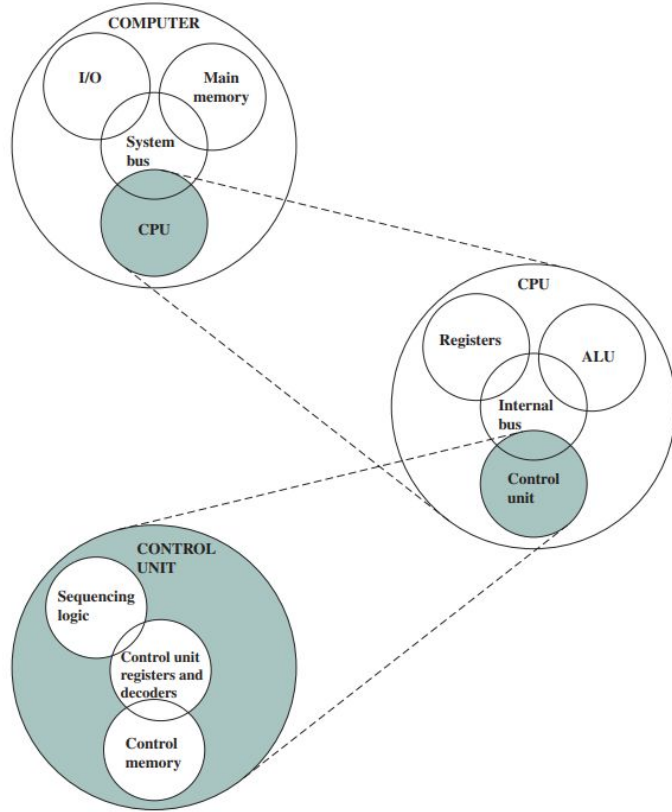 COMPUTER
I/O
Main
memory
System
bus
CPU
CPU
Registers
ALU
Internal
bus
Control
unit
CONTROL
UNIT
Sequencing
logic
Control unit
registers and
decoders
Control
memory